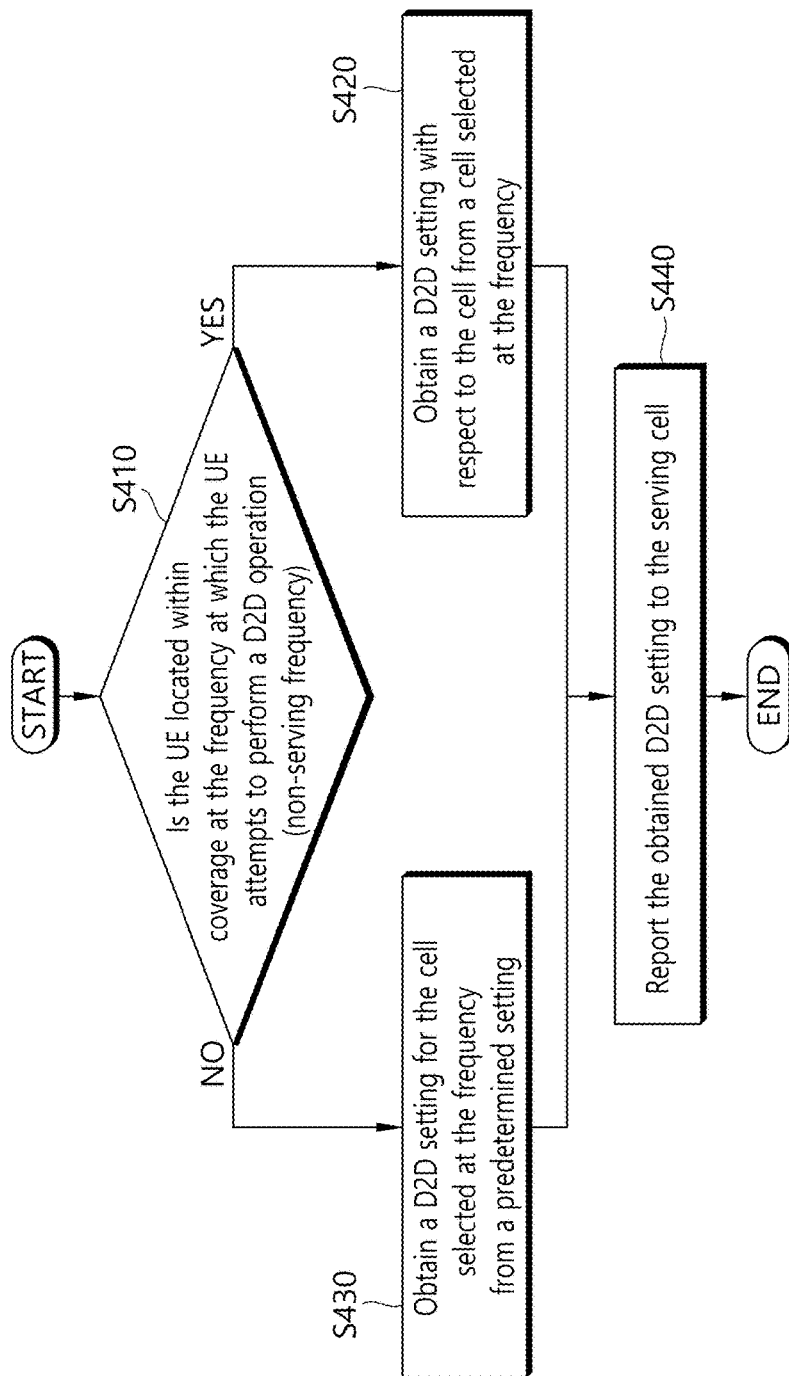 START
S410
Is the UE located within
coverage at the frequency at which the UE
attempts to perform a D2D operation
(non-serving frequency)
NO
YES
S430
Obtain a D2D setting for the cell
selected at the frequency
from a predetermined setting
S420
Obtain a D2D setting with
respect to the cell from a cell selected
at the frequency
S440
Report the obtained D2D setting to the serving cell
END